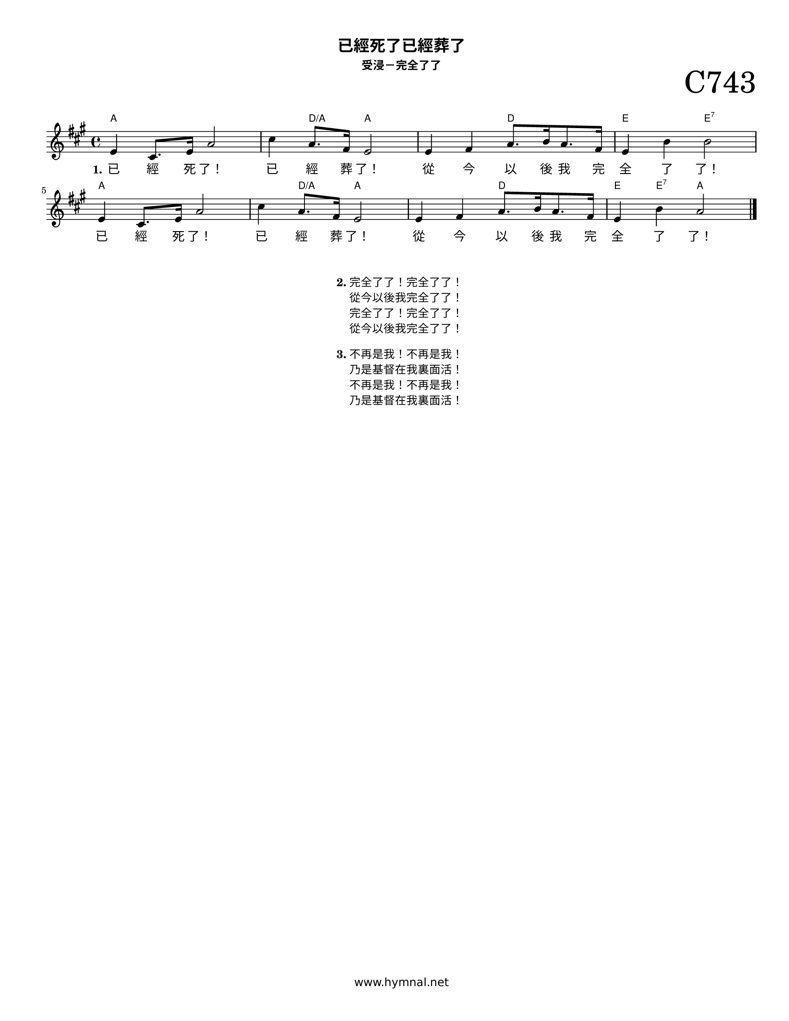 已經死了已經葬了
受浸－完全了了
C743
A D/A A D E E7
1. 已 經 死了！ 已 經 葬了！ 從 今 以 後我 完 全 了 了！
5
A D/A A D E E7 A
已 經 死了！ 已 經 葬了！ 從 今 以 後我 完 全 了 了！
2. 完全了了！完全了了！
從今以後我完全了了！
完全了了！完全了了！
從今以後我完全了了！
3. 不再是我！不再是我！
乃是基督在我裏面活！
不再是我！不再是我！
乃是基督在我裏面活！
www.hymnal.net